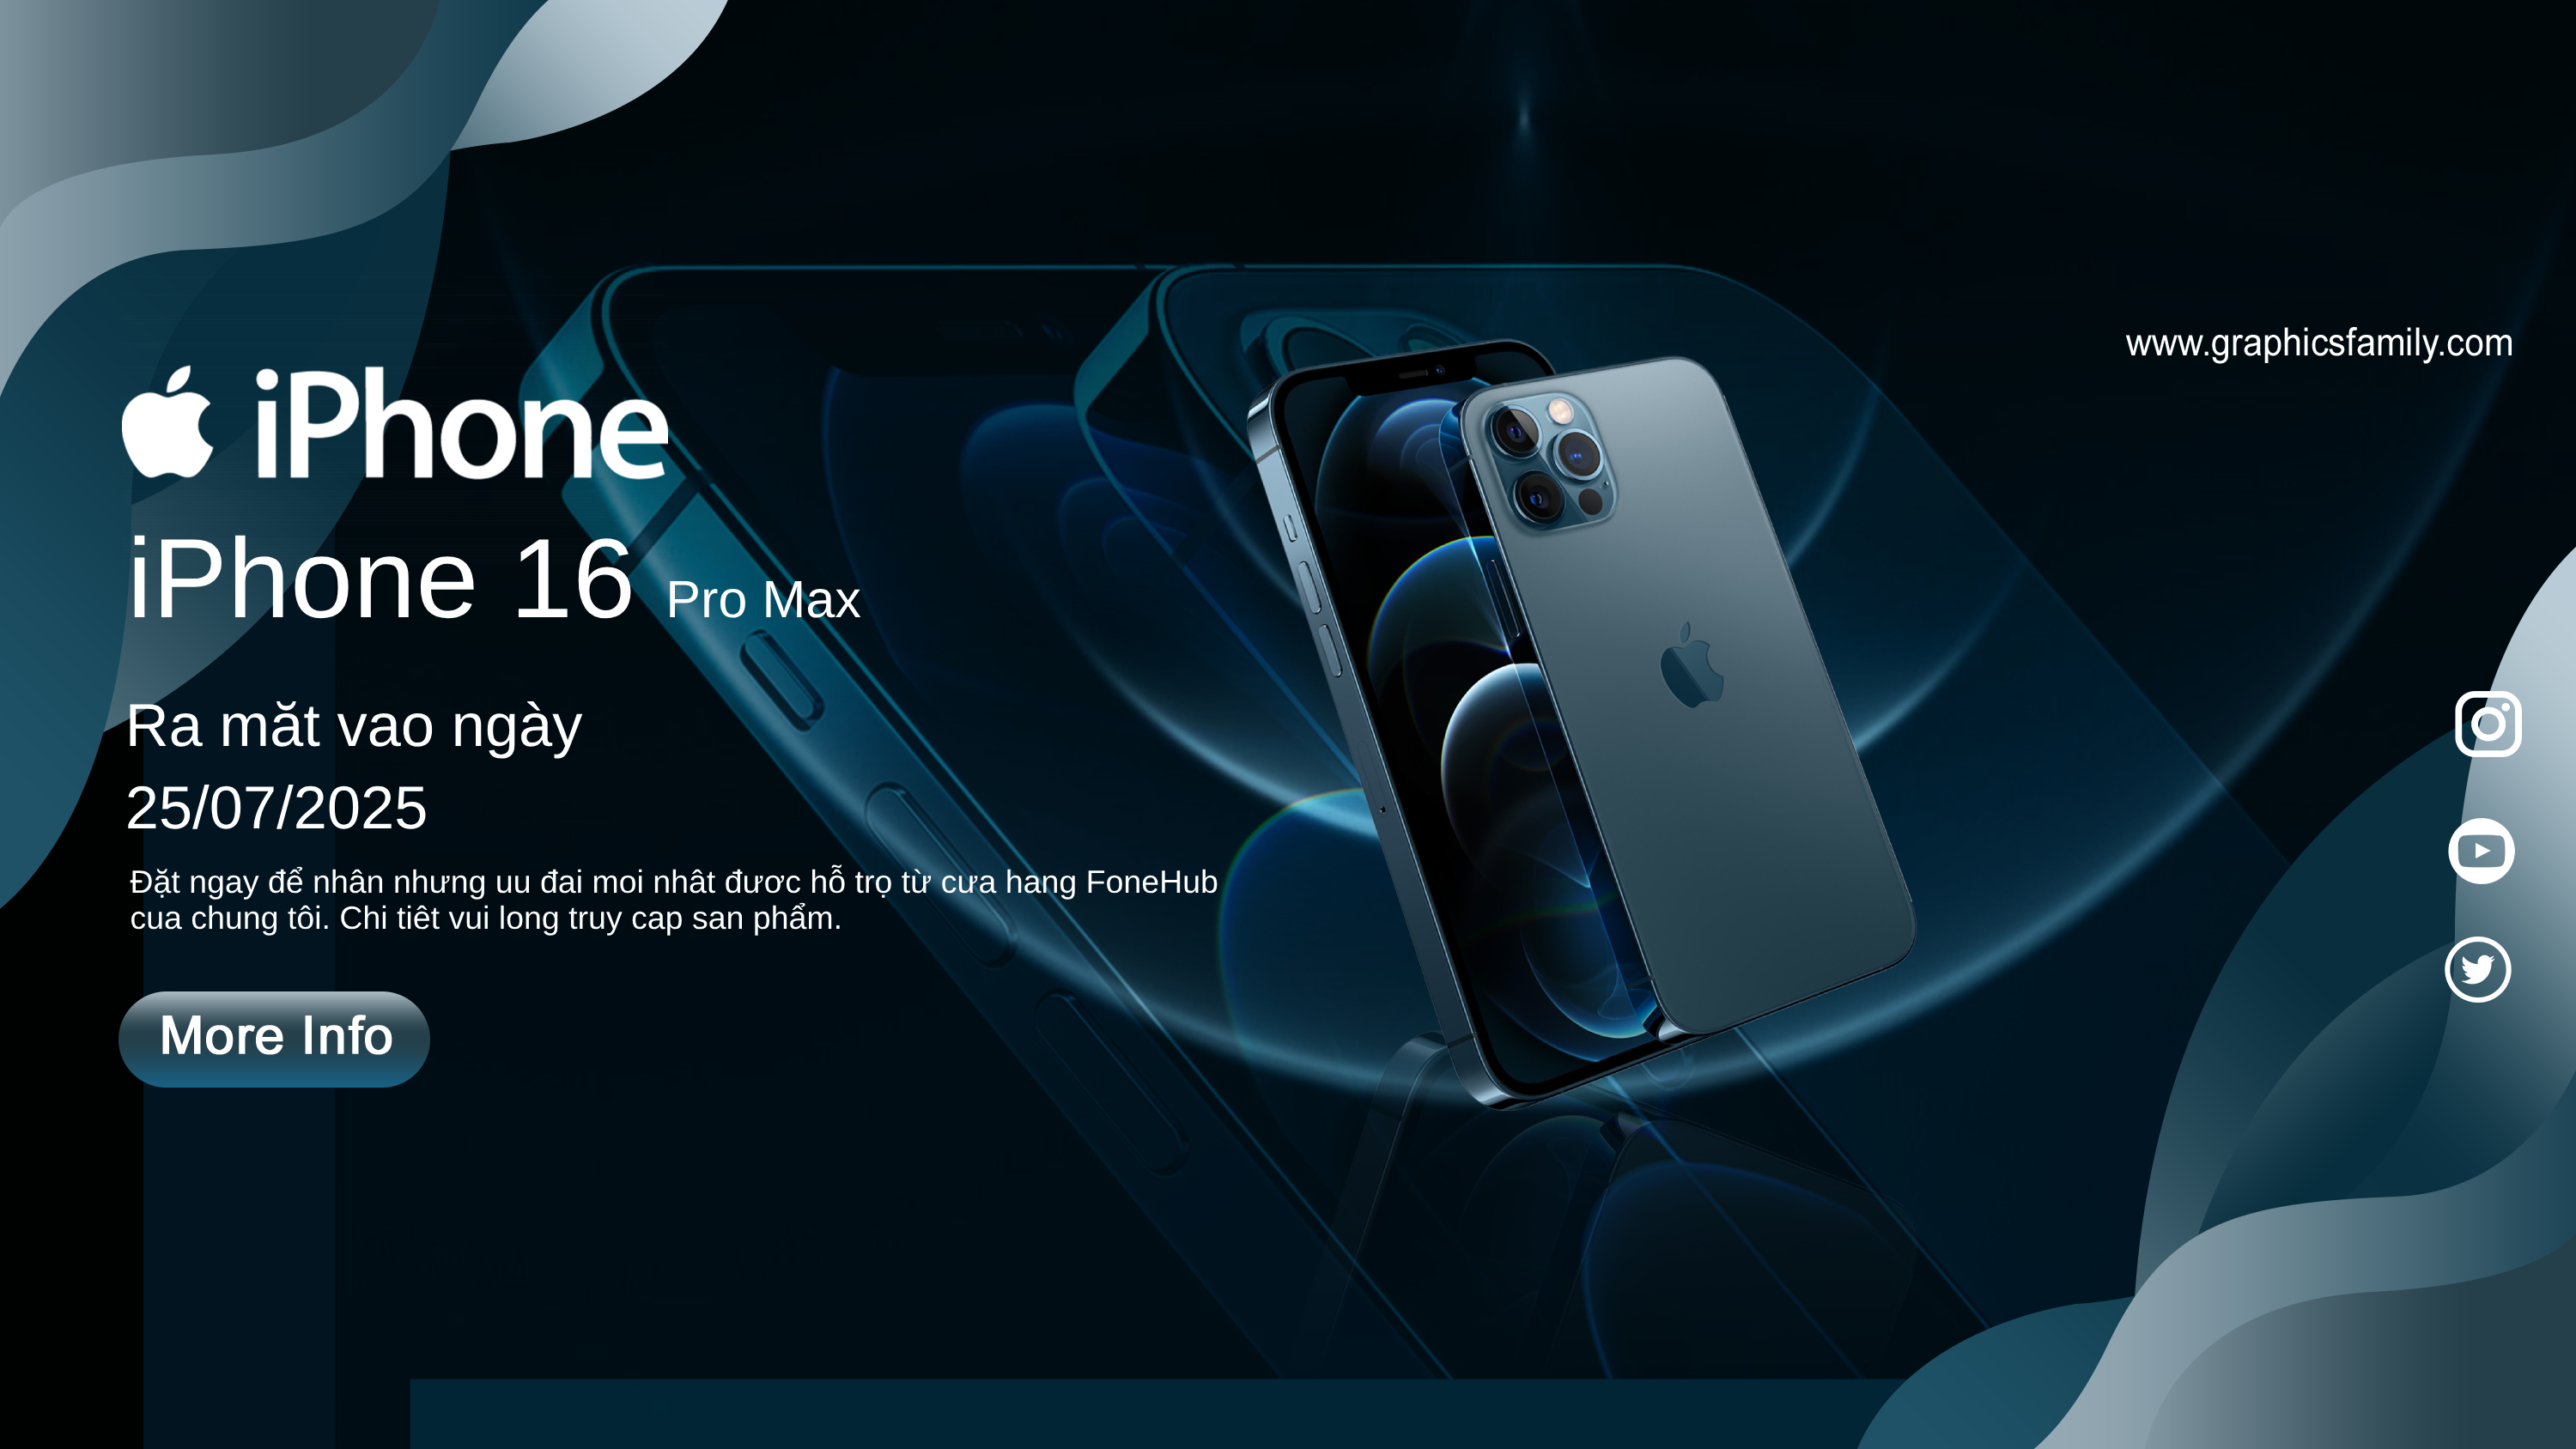 www.graphicsfamily.com
iPhone
iPhone 16 Pro Max
Ra măt vao ngày
25/07/2025
Đặt ngay để nhân nhưng uu đai moi nhât đươc hỗ trọ từ cưa hang FoneHub
cua chung tôi. Chi tiêt vui long truy cap san phẩm.
More Info